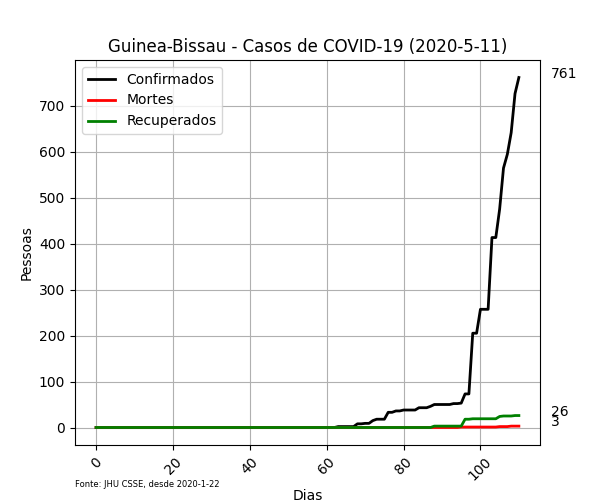 Guinea-Bissau - Casos de COVID-19 (2020-5-11)
Confirmados
Mortes
Recuperados
761
700
600
500
400
300
200
100
0
26
3
Pessoas
0 20 40 60 80 100
Fonte: JHU CSSE, desde 2020-1-22
Dias